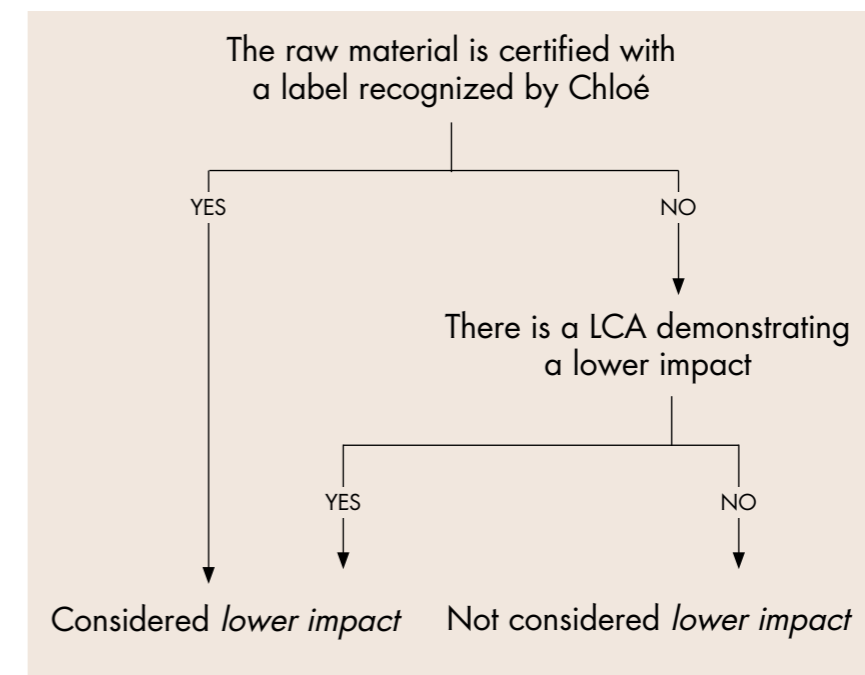 The raw material is certified with
a label recognized by Chloé
YES
NO
There is a LCA demonstrating
a lower impact
YES
NO
Considered lower impact
Not considered lower impact